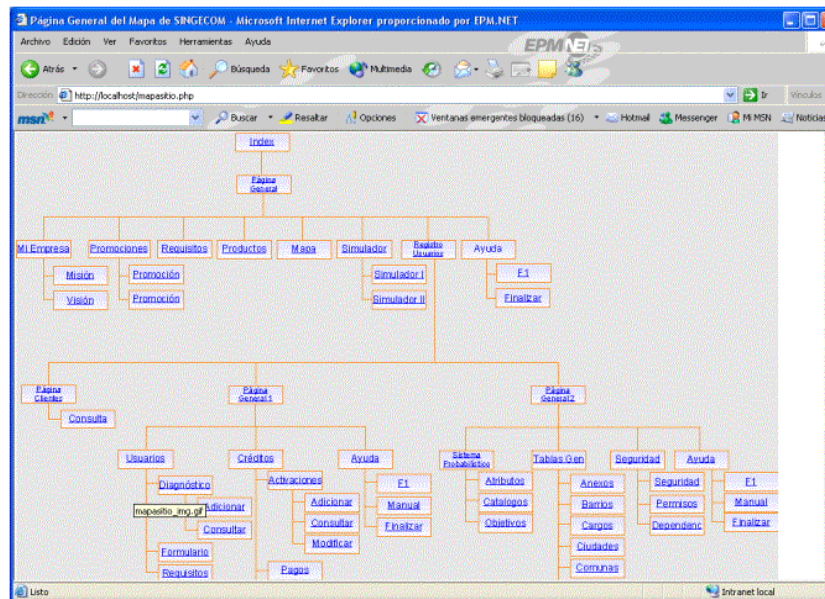 Página General del Mapa de SINGECOM - Microsoft Internet Explorer proporcionado por EPM.NET
Archivo Edición Ver Favoritos Herramientas Ayuda
EPM NET
Atrás Búsqueda Favoritos Multimedia
Dirección http://localhost/mapasitio.php Ir Vínculos
msn Buscar Resaltar Opciones Ventanas emergentes bloqueadas (16) Hotmail Messenger Mi MSN Noticias
Index
Página
General
Mi Empresa Promociones Requisitos Productos Mapa Simulador Registro Usuarios Ayuda
Misión Promoción Simulador I F1
Visión Promoción Simulador II Finalizar
Página Clientes Página General1 Página General2
Consulta
Usuarios Créditos Ayuda Sistema Probabilístico Tablas Gen Seguridad Ayuda
Diagnóstico Activaciones F1 Atributos Anexos Seguridad F1
mapasitio_img.gif Adicionar Adicionar Manual Catalogos Barrios Permisos Manual
Consultar Consultar Finalizar Objetivos Cargos Dependenc Finalizar
Modificar Ciudades
Formulario Comunas
Requisitos Pagos
Listo Intranet local